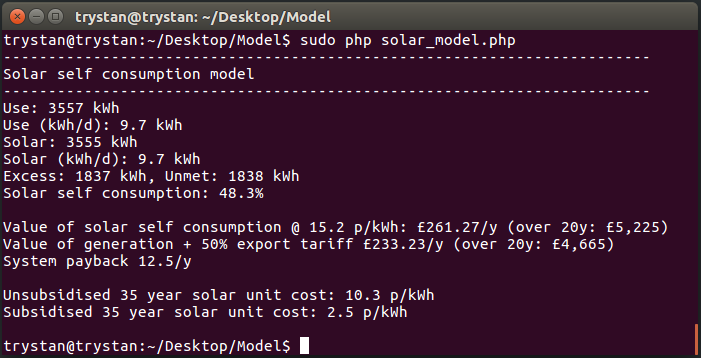 trystan@trystan: ~/Desktop/Model
trystan@trystan:~/Desktop/Model$ sudo php solar_model.php
---------------------------------------------------------------------------
Solar self consumption model
---------------------------------------------------------------------------
Use: 3557 kWh
Use (kWh/d): 9.7 kWh
Solar: 3555 kWh
Solar (kWh/d): 9.7 kWh
Excess: 1837 kWh, Unmet: 1838 kWh
Solar self consumption: 48.3%
Value of solar self consumption @ 15.2 p/kWh: £261.27/y (over 20y: £5,225)
Value of generation + 50% export tariff £233.23/y (over 20y: £4,665)
System payback 12.5/y
Unsubsidised 35 year solar unit cost: 10.3 p/kWh
Subsidised 35 year solar unit cost: 2.5 p/kWh
trystan@trystan:~/Desktop/Model$